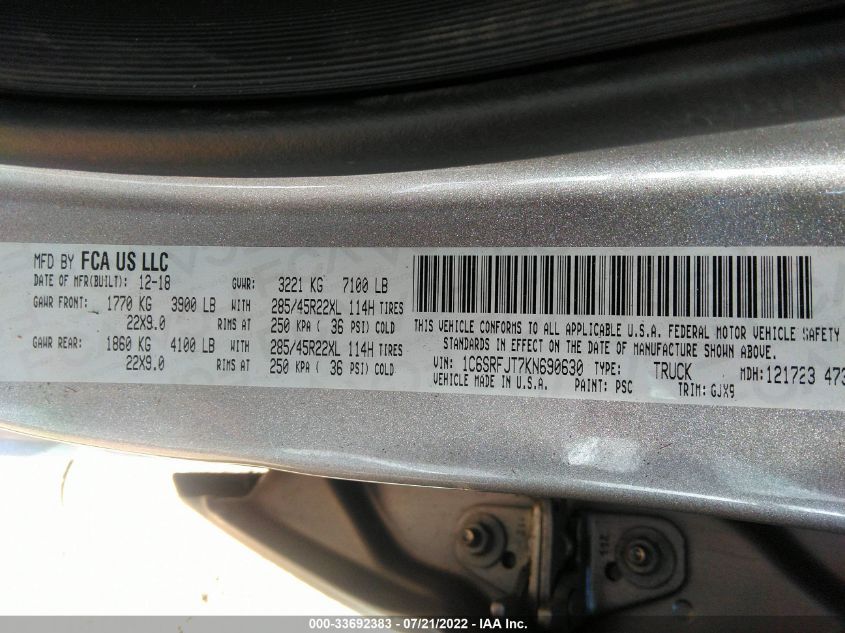 MFD BY FCA US LLC
DATE OF MFR(BUILT): 12-18 GVWR: 3221 KG 7100 LB
GAWR FRONT: 1770 KG 3900 LB WITH 285/45R22XL 114H TIRES
22X9.0 RIMS AT 250 KPA ( 36 PSI) COLD
GAWR REAR: 1860 KG 4100 LB WITH 285/45R22XL 114H TIRES
22X9.0 RIMS AT 250 KPA ( 36 PSI) COLD
THIS VEHICLE CONFORMS TO ALL APPLICABLE U.S.A. FEDERAL MOTOR VEHICLE SAFETY
STANDARDS IN EFFECT ON THE DATE OF MANUFACTURE SHOWN ABOVE.
VIN: 1C6SRFJT7KN690630 TYPE: TRUCK MDH:121723 473
VEHICLE MADE IN U.S.A. PAINT: PSC TRIM: GJX9
000-33692383 - 07/21/2022 - IAA Inc.